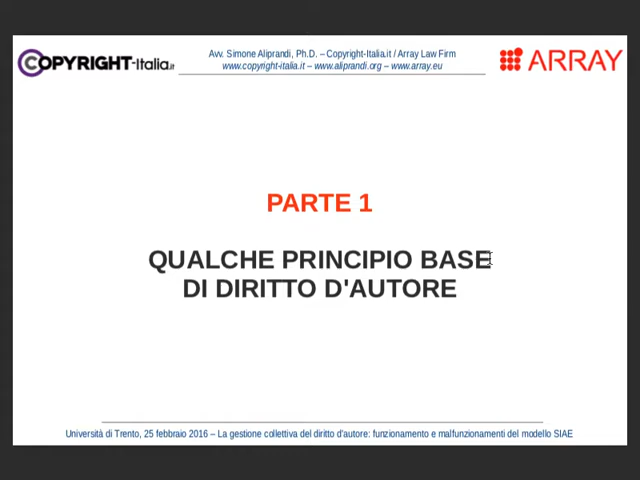 COPYRIGHT-Italia.it
Avv. Simone Aliprandi, Ph.D. – Copyright-Italia.it / Array Law Firm
www.copyright-italia.it – www.aliprandi.org – www.array.eu
ARRAY
PARTE 1
QUALCHE PRINCIPIO BASE
DI DIRITTO D'AUTORE
Università di Trento, 25 febbraio 2016 – La gestione collettiva del diritto d'autore: funzionamento e malfunzionamenti del modello SIAE